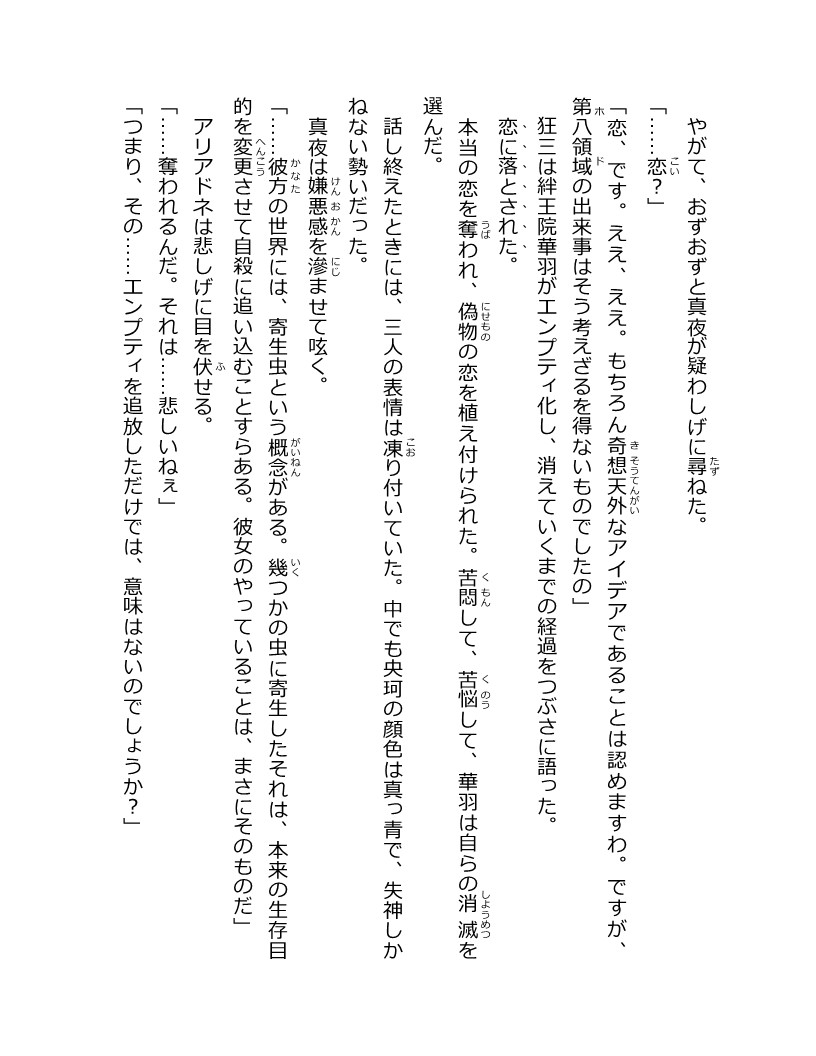 やがて、おずおずと真夜が疑わしげに尋ねた。
「……恋？」
「恋、です。ええ、ええ。もちろん奇想天外なアイデアであることは認めますわ。ですが、
第八領域の出来事はそう考えざるを得ないものでしたの」
狂三は絆王院華羽がエンプティ化し、消えていくまでの経過をつぶさに語った。
恋に落とされた。
本当の恋を奪われ、偽物の恋を植え付けられた。苦悶して、苦悩して、華羽は自らの消滅を
選んだ。
話し終えたときには、三人の表情は凍り付いていた。中でも央珂の顔色は真っ青で、失神しか
ねない勢いだった。
真夜は嫌悪感を滲ませて呟く。
「……彼方の世界には、寄生虫という概念がある。幾つかの虫に寄生したそれは、本来の生存目
的を変更させて自殺に追い込むことすらある。彼女のやっていることは、まさにそのものだ」
アリアドネは悲しげに目を伏せる。
「……奪われるんだ。それは……悲しいねぇ」
「つまり、その……エンプティを追放しただけでは、意味はないのでしょうか？」